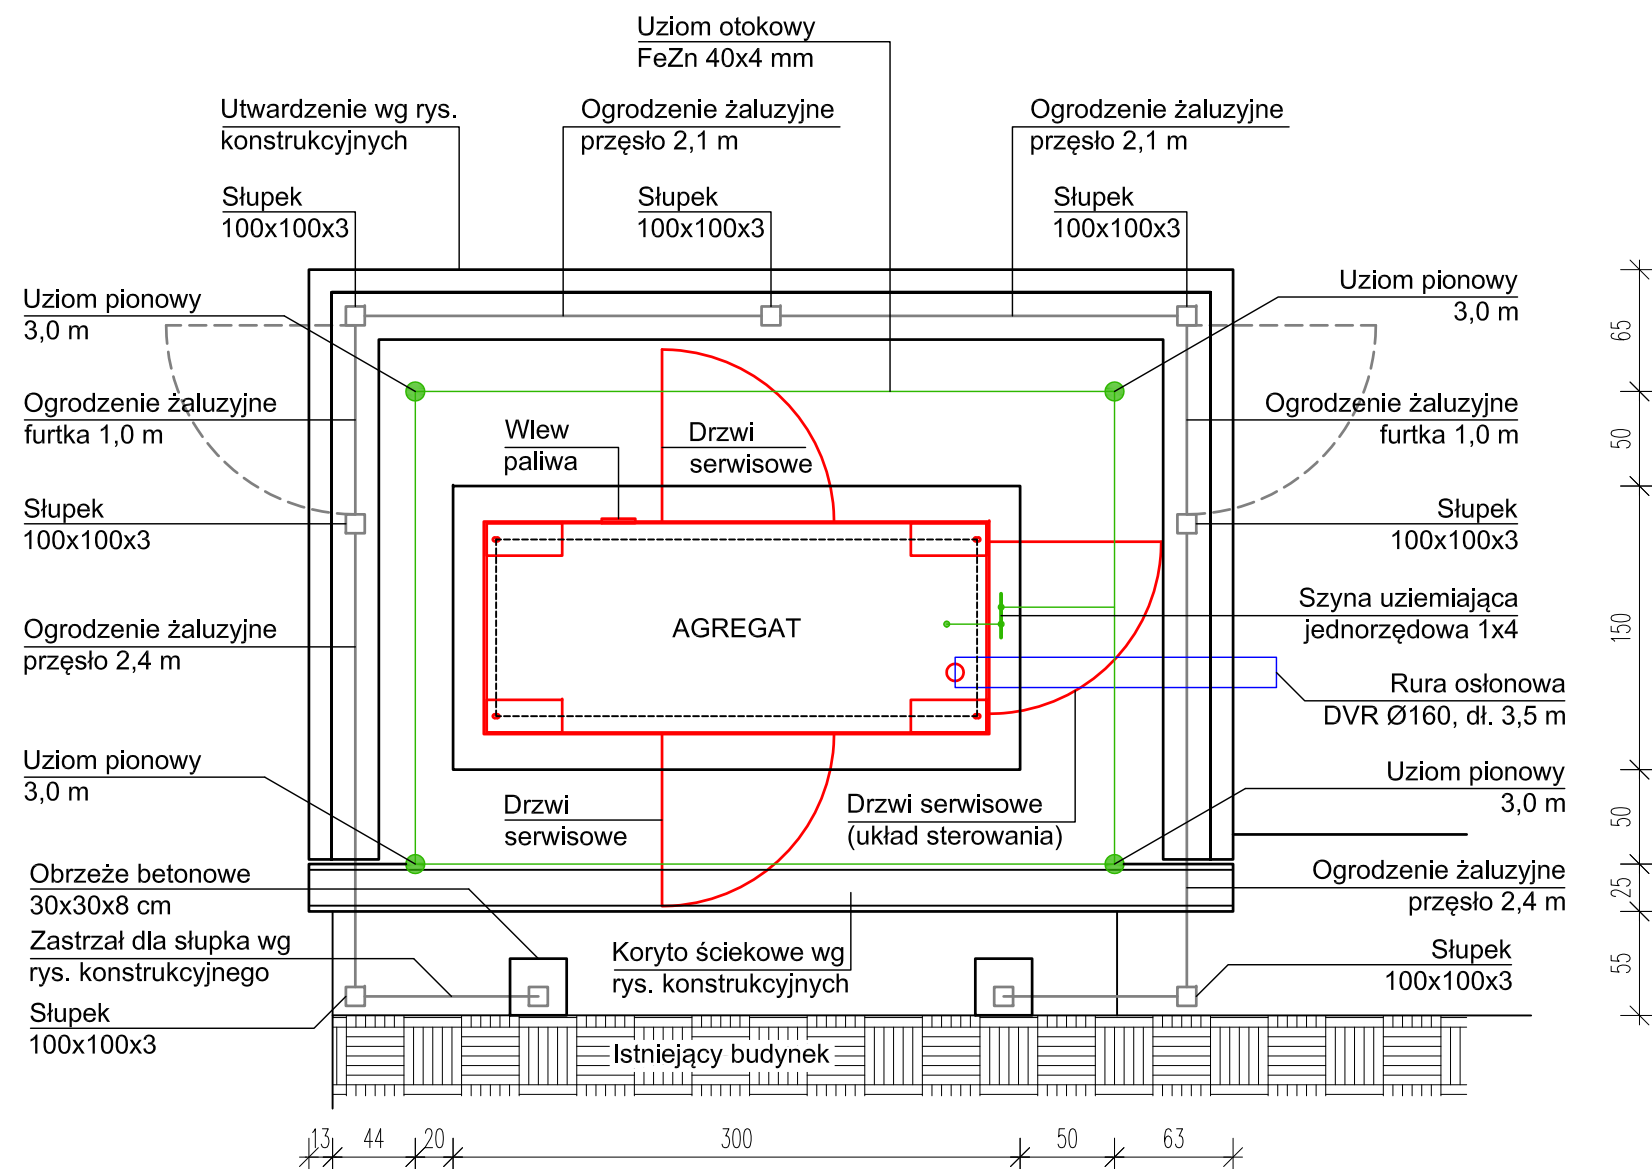 Uziom otokowy
FeZn 40x4 mm
Utwardzenie wg rys.
konstrukcyjnych
Ogrodzenie żaluzyjne
przęsło 2,1 m
Ogrodzenie żaluzyjne
przęsło 2,1 m
Słupek
100x100x3
Słupek
100x100x3
Słupek
100x100x3
Uziom pionowy
3,0 m
Uziom pionowy
3,0 m
65
Ogrodzenie żaluzyjne
furtka 1,0 m
Wlew
paliwa
Drzwi
serwisowe
Ogrodzenie żaluzyjne
furtka 1,0 m
50
Słupek
100x100x3
Słupek
100x100x3
Ogrodzenie żaluzyjne
przęsło 2,4 m
AGREGAT
Szyna uziemiająca
jednorzędowa 1x4
150
Rura osłonowa
DVR Ø160, dł. 3,5 m
Uziom pionowy
3,0 m
Drzwi
serwisowe
Drzwi serwisowe
(układ sterowania)
Uziom pionowy
3,0 m
50
Obrzeże betonowe
30x30x8 cm
Ogrodzenie żaluzyjne
przęsło 2,4 m
25
Zastrzał dla słupka wg
rys. konstrukcyjnego
Koryto ściekowe wg
rys. konstrukcyjnych
Słupek
100x100x3
55
Słupek
100x100x3
Istniejący budynek
13 44 20 300 50 63